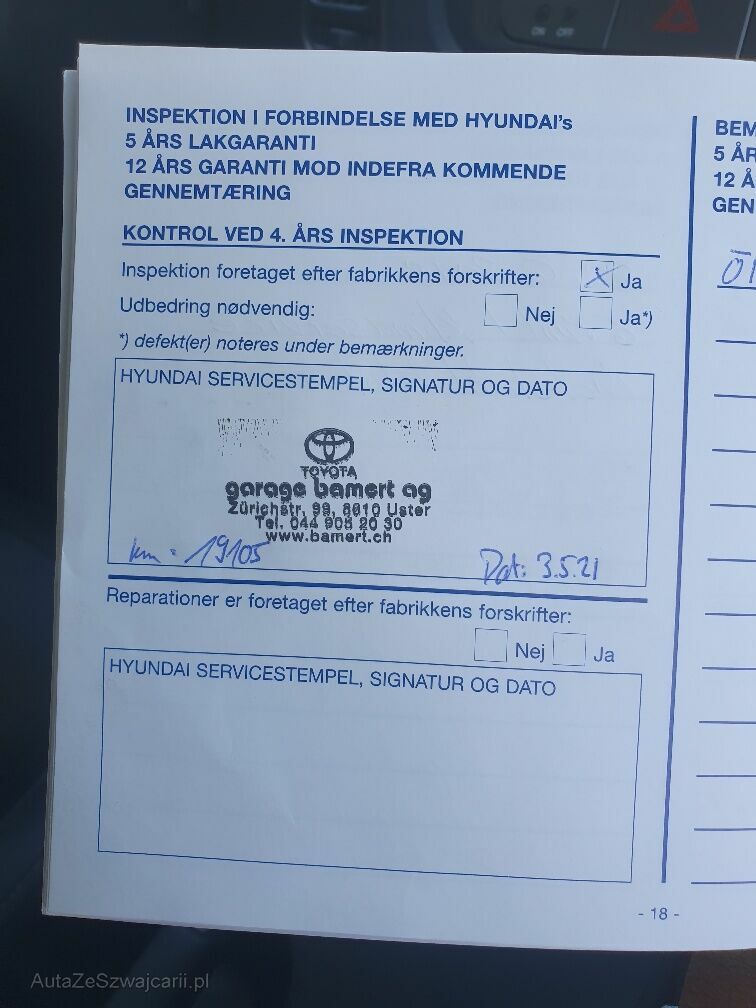 ON OFF
INSPEKTION I FORBINDELSE MED HYUNDAI's
5 ÅRS LAKGARANTI
12 ÅRS GARANTI MOD INDEFRA KOMMENDE
GENNEMTÆRING
KONTROL VED 4. ÅRS INSPEKTION
Inspektion foretaget efter fabrikkens forskrifter: X Ja
Udbedring nødvendig: Nej Ja*)
*) defekt(er) noteres under bemærkninger.
HYUNDAI SERVICESTEMPEL, SIGNATUR OG DATO
TOYOTA
garage bamert ag
Zürichstr. 99, 8610 Uster
Tel. 044 905 20 30
www.bamert.ch
km = 19105 Dat: 3.5.21
Reparationer er foretaget efter fabrikkens forskrifter:
Nej Ja
HYUNDAI SERVICESTEMPEL, SIGNATUR OG DATO
- 18 -
BEM
5 ÅR
12 Å
GEN
AutaZeSzwajcarii.pl